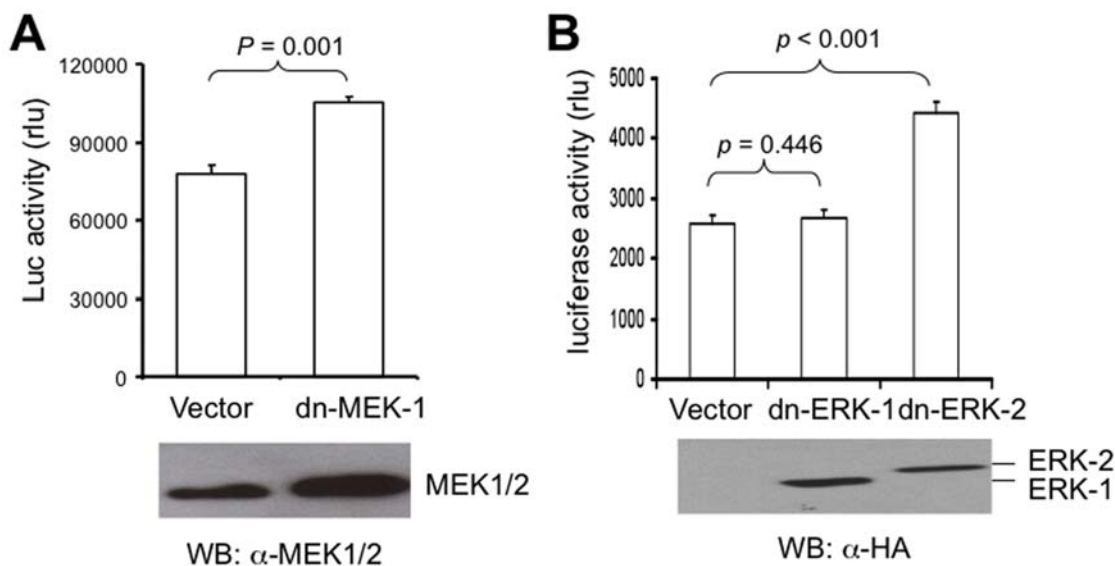 A
P = 0.001
Luc activity (rlu)
120000
90000
60000
30000
0
Vector dn-MEK-1
MEK1/2
WB: α-MEK1/2
B
p < 0.001
p = 0.446
luciferase activity (rlu)
5000
4000
3000
2000
1000
0
Vector dn-ERK-1 dn-ERK-2
ERK-2
ERK-1
WB: α-HA